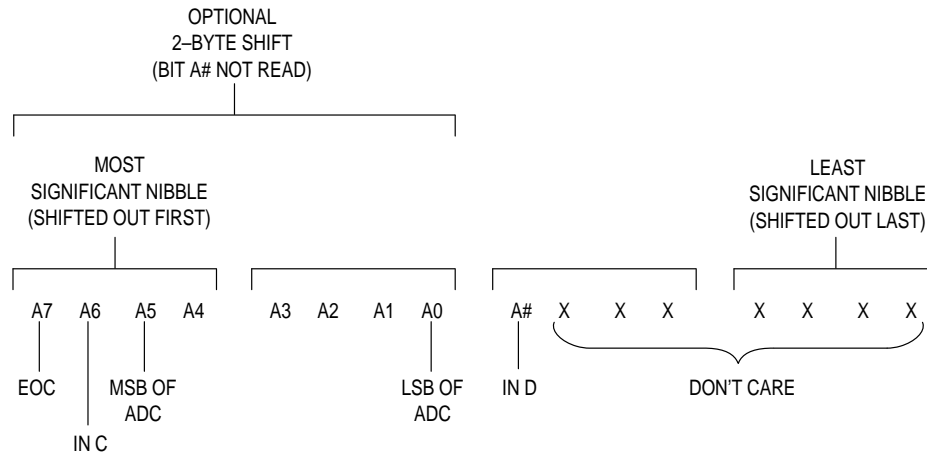 OPTIONAL
2–BYTE SHIFT
(BIT A# NOT READ)
MOST
SIGNIFICANT NIBBLE
(SHIFTED OUT FIRST)
LEAST
SIGNIFICANT NIBBLE
(SHIFTED OUT LAST)
A7 A6 A5 A4 A3 A2 A1 A0 A# X X X X X X X
EOC
IN C
MSB OF
ADC
LSB OF
ADC
IN D
DON'T CARE